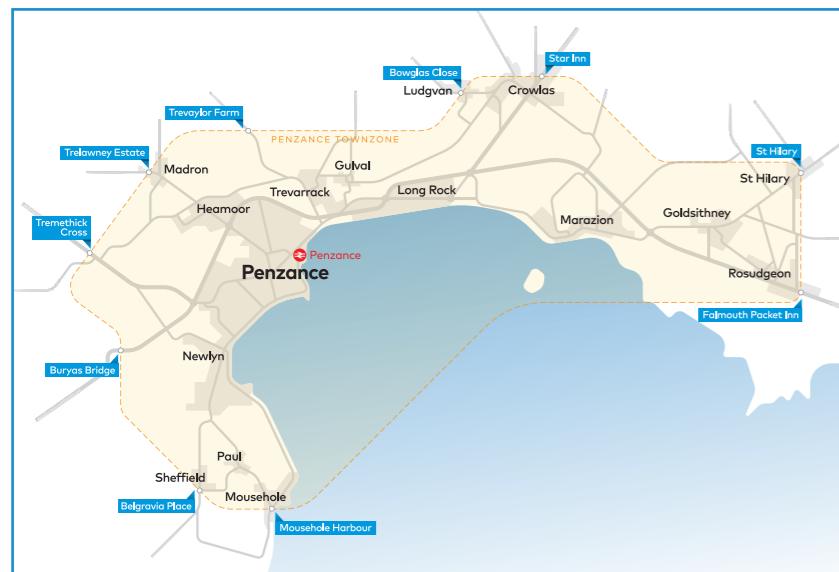 Star Inn
Bowglas Close
Ludgvan
Crowlas
Trevaylor Farm
PENZANCE TOWNZONE
Trelawney Estate
Madron
Gulval
St Hilary
St Hilary
Trevarrack
Long Rock
Heamoor
Marazion
Goldsithney
Tremethick
Cross
Penzance
Penzance
Rosudgeon
Falmouth Packet Inn
Newlyn
Buryas Bridge
Paul
Sheffield
Mousehole
Belgravia Place
Mousehole Harbour